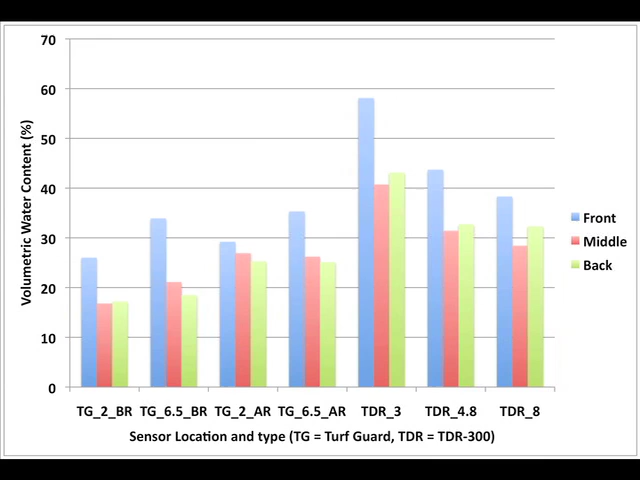 70
60
50
40
30
20
10
0
Volumetric Water Content (%)
Front
Middle
Back
TG_2_BR TG_6.5_BR TG_2_AR TG_6.5_AR TDR_3 TDR_4.8 TDR_8
Sensor Location and type (TG = Turf Guard, TDR = TDR-300)